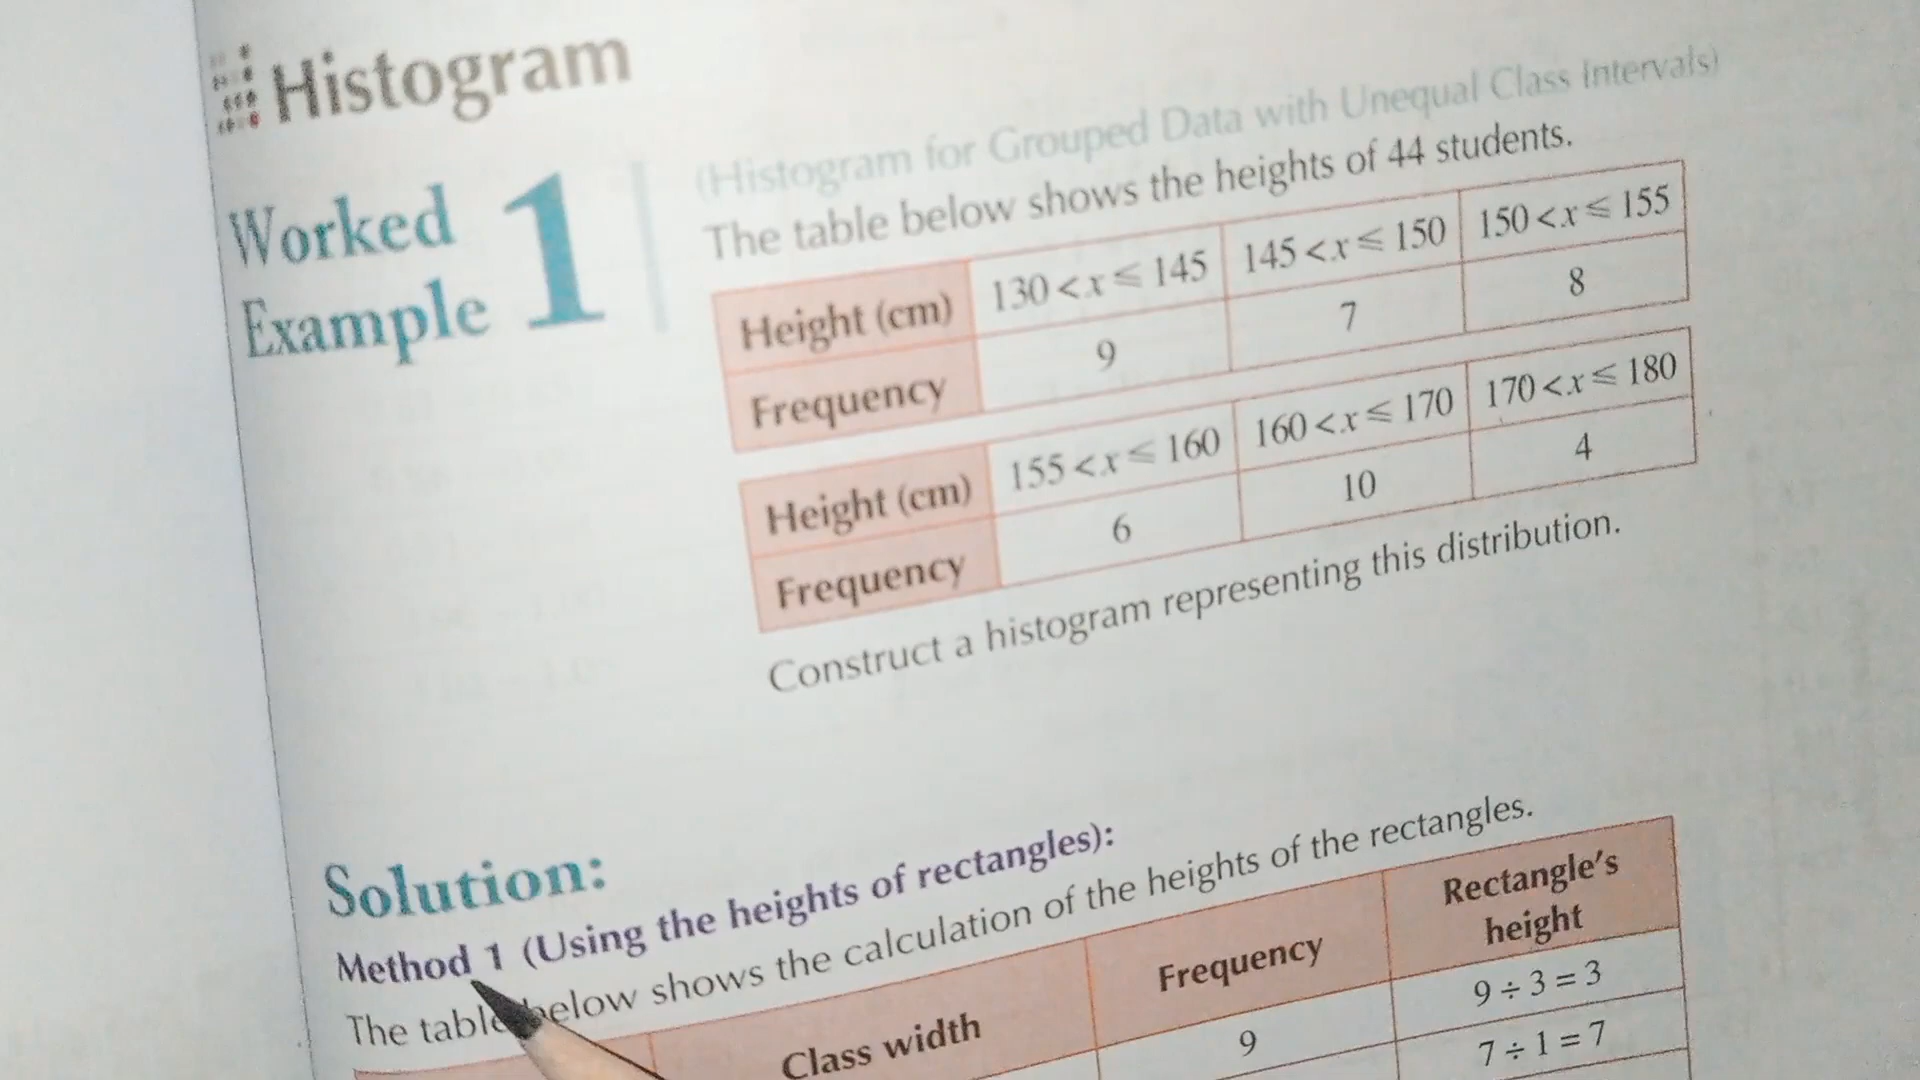 Histogram
Worked
Example 1
(Histogram for Grouped Data with Unequal Class Intervals)
The table below shows the heights of 44 students.
Height (cm) 130 < x ⩽ 145 145 < x ⩽ 150 150 < x ⩽ 155
Frequency 9 7 8
Height (cm) 155 < x ⩽ 160 160 < x ⩽ 170 170 < x ⩽ 180
Frequency 6 10 4
Construct a histogram representing this distribution.
Solution:
Method 1 (Using the heights of rectangles):
The table below shows the calculation of the heights of the rectangles.
Class width Frequency Rectangle's
height
9 9 ÷ 3 = 3
7 ÷ 1 = 7